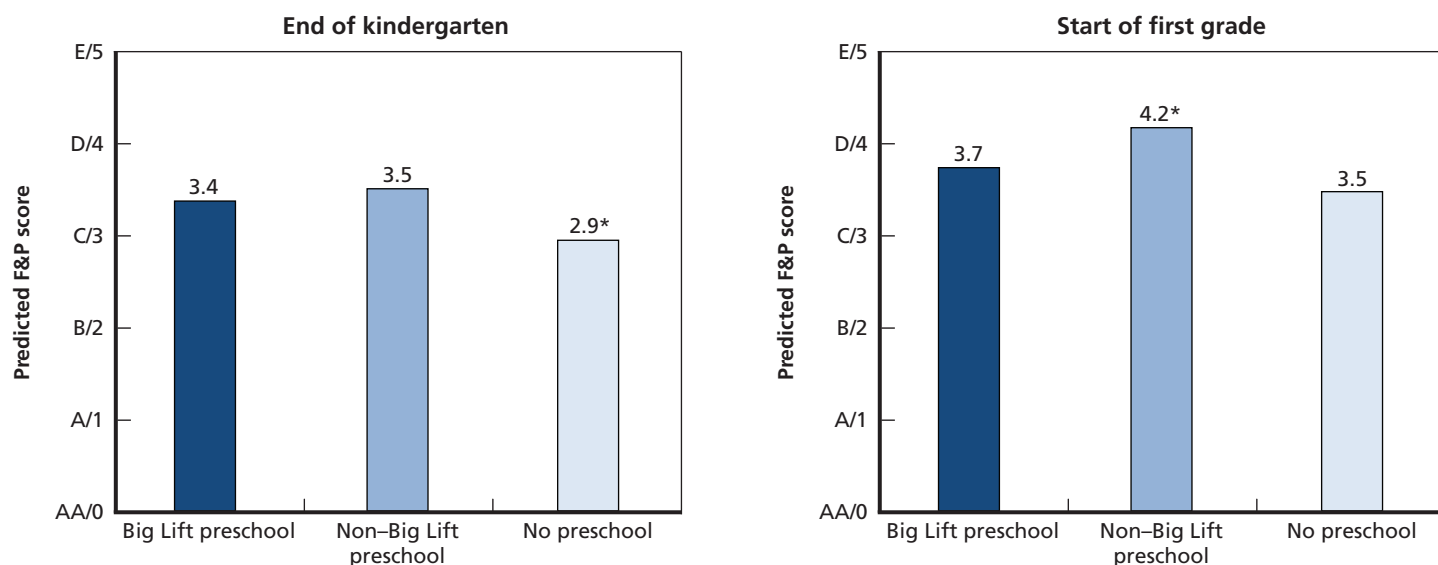 End of kindergarten
E/5
D/4
C/3
B/2
A/1
AA/0
Predicted F&P score
3.4
3.5
2.9*
Big Lift preschool
Non–Big Lift
preschool
No preschool
Start of first grade
E/5
D/4
C/3
B/2
A/1
AA/0
Predicted F&P score
3.7
4.2*
3.5
Big Lift preschool
Non–Big Lift
preschool
No preschool